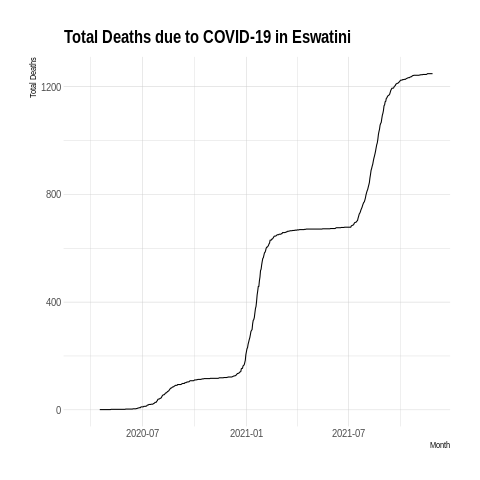 Total Deaths due to COVID-19 in Eswatini
Total Deaths
1200
800
400
0
2020-07 2021-01 2021-07
Month